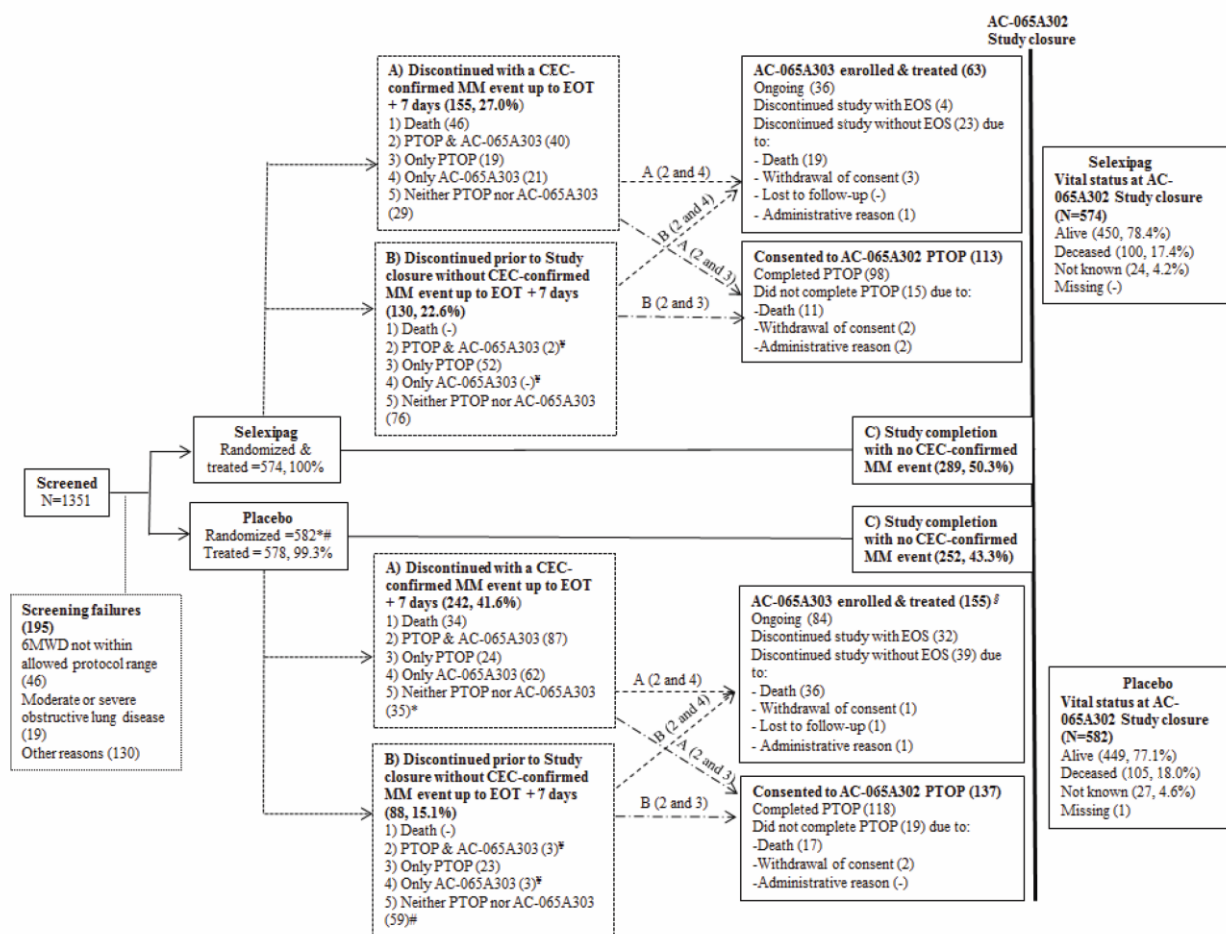 AC-065A302
Study closure
A) Discontinued with a CEC-
confirmed MM event up to EOT
+ 7 days (155, 27.0%)
1) Death (46)
2) PTOP & AC-065A303 (40)
3) Only PTOP (19)
4) Only AC-065A303 (21)
5) Neither PTOP nor AC-065A303
(29)
A (2 and 4)
B (2 and 4)
A (2 and 3)
AC-065A303 enrolled & treated (63)
Ongoing (36)
Discontinued study with EOS (4)
Discontinued study without EOS (23) due
to:
- Death (19)
- Withdrawal of consent (3)
- Lost to follow-up (-)
- Administrative reason (1)
Selexipag
Vital status at AC-
065A302 Study closure
(N=574)
Alive (450, 78.4%)
Deceased (100, 17.4%)
Not known (24, 4.2%)
Missing (-)
B) Discontinued prior to Study
closure without CEC-confirmed
MM event up to EOT + 7 days
(130, 22.6%)
1) Death (-)
2) PTOP & AC-065A303 (2)¥
3) Only PTOP (52)
4) Only AC-065A303 (-)¥
5) Neither PTOP nor AC-065A303
(76)
B (2 and 3)
Consented to AC-065A302 PTOP (113)
Completed PTOP (98)
Did not complete PTOP (15) due to:
-Death (11)
-Withdrawal of consent (2)
-Administrative reason (2)
Selexipag
Randomized &
treated =574, 100%
C) Study completion
with no CEC-confirmed
MM event (289, 50.3%)
Screened
N=1351
Placebo
Randomized =582*#
Treated = 578, 99.3%
C) Study completion
with no CEC-confirmed
MM event (252, 43.3%)
Screening failures
(195)
6MWD not within
allowed protocol range
(46)
Moderate or severe
obstructive lung disease
(19)
Other reasons (130)
A) Discontinued with a CEC-
confirmed MM event up to EOT
+ 7 days (242, 41.6%)
1) Death (34)
2) PTOP & AC-065A303 (87)
3) Only PTOP (24)
4) Only AC-065A303 (62)
5) Neither PTOP nor AC-065A303
(35)*
A (2 and 4)
B (2 and 4)
A (2 and 3)
AC-065A303 enrolled & treated (155)§
Ongoing (84)
Discontinued study with EOS (32)
Discontinued study without EOS (39) due
to:
- Death (36)
- Withdrawal of consent (1)
- Lost to follow-up (1)
- Administrative reason (1)
Placebo
Vital status at AC-
065A302 Study closure
(N=582)
Alive (449, 77.1%)
Deceased (105, 18.0%)
Not known (27, 4.6%)
Missing (1)
B) Discontinued prior to Study
closure without CEC-confirmed
MM event up to EOT + 7 days
(88, 15.1%)
1) Death (-)
2) PTOP & AC-065A303 (3)¥
3) Only PTOP (23)
4) Only AC-065A303 (3)¥
5) Neither PTOP nor AC-065A303
(59)#
B (2 and 3)
Consented to AC-065A302 PTOP (137)
Completed PTOP (118)
Did not complete PTOP (19) due to:
-Death (17)
-Withdrawal of consent (2)
-Administrative reason (-)